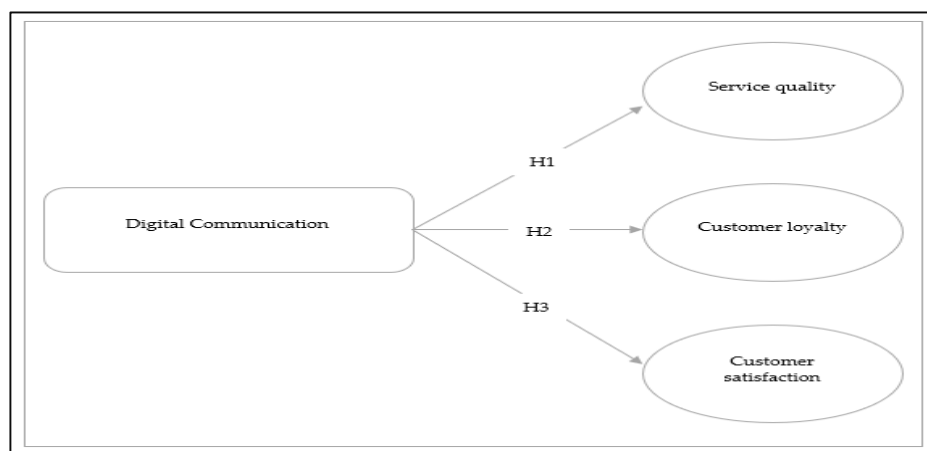 Service quality
H1
Digital Communication
H2
Customer loyalty
H3
Customer
satisfaction